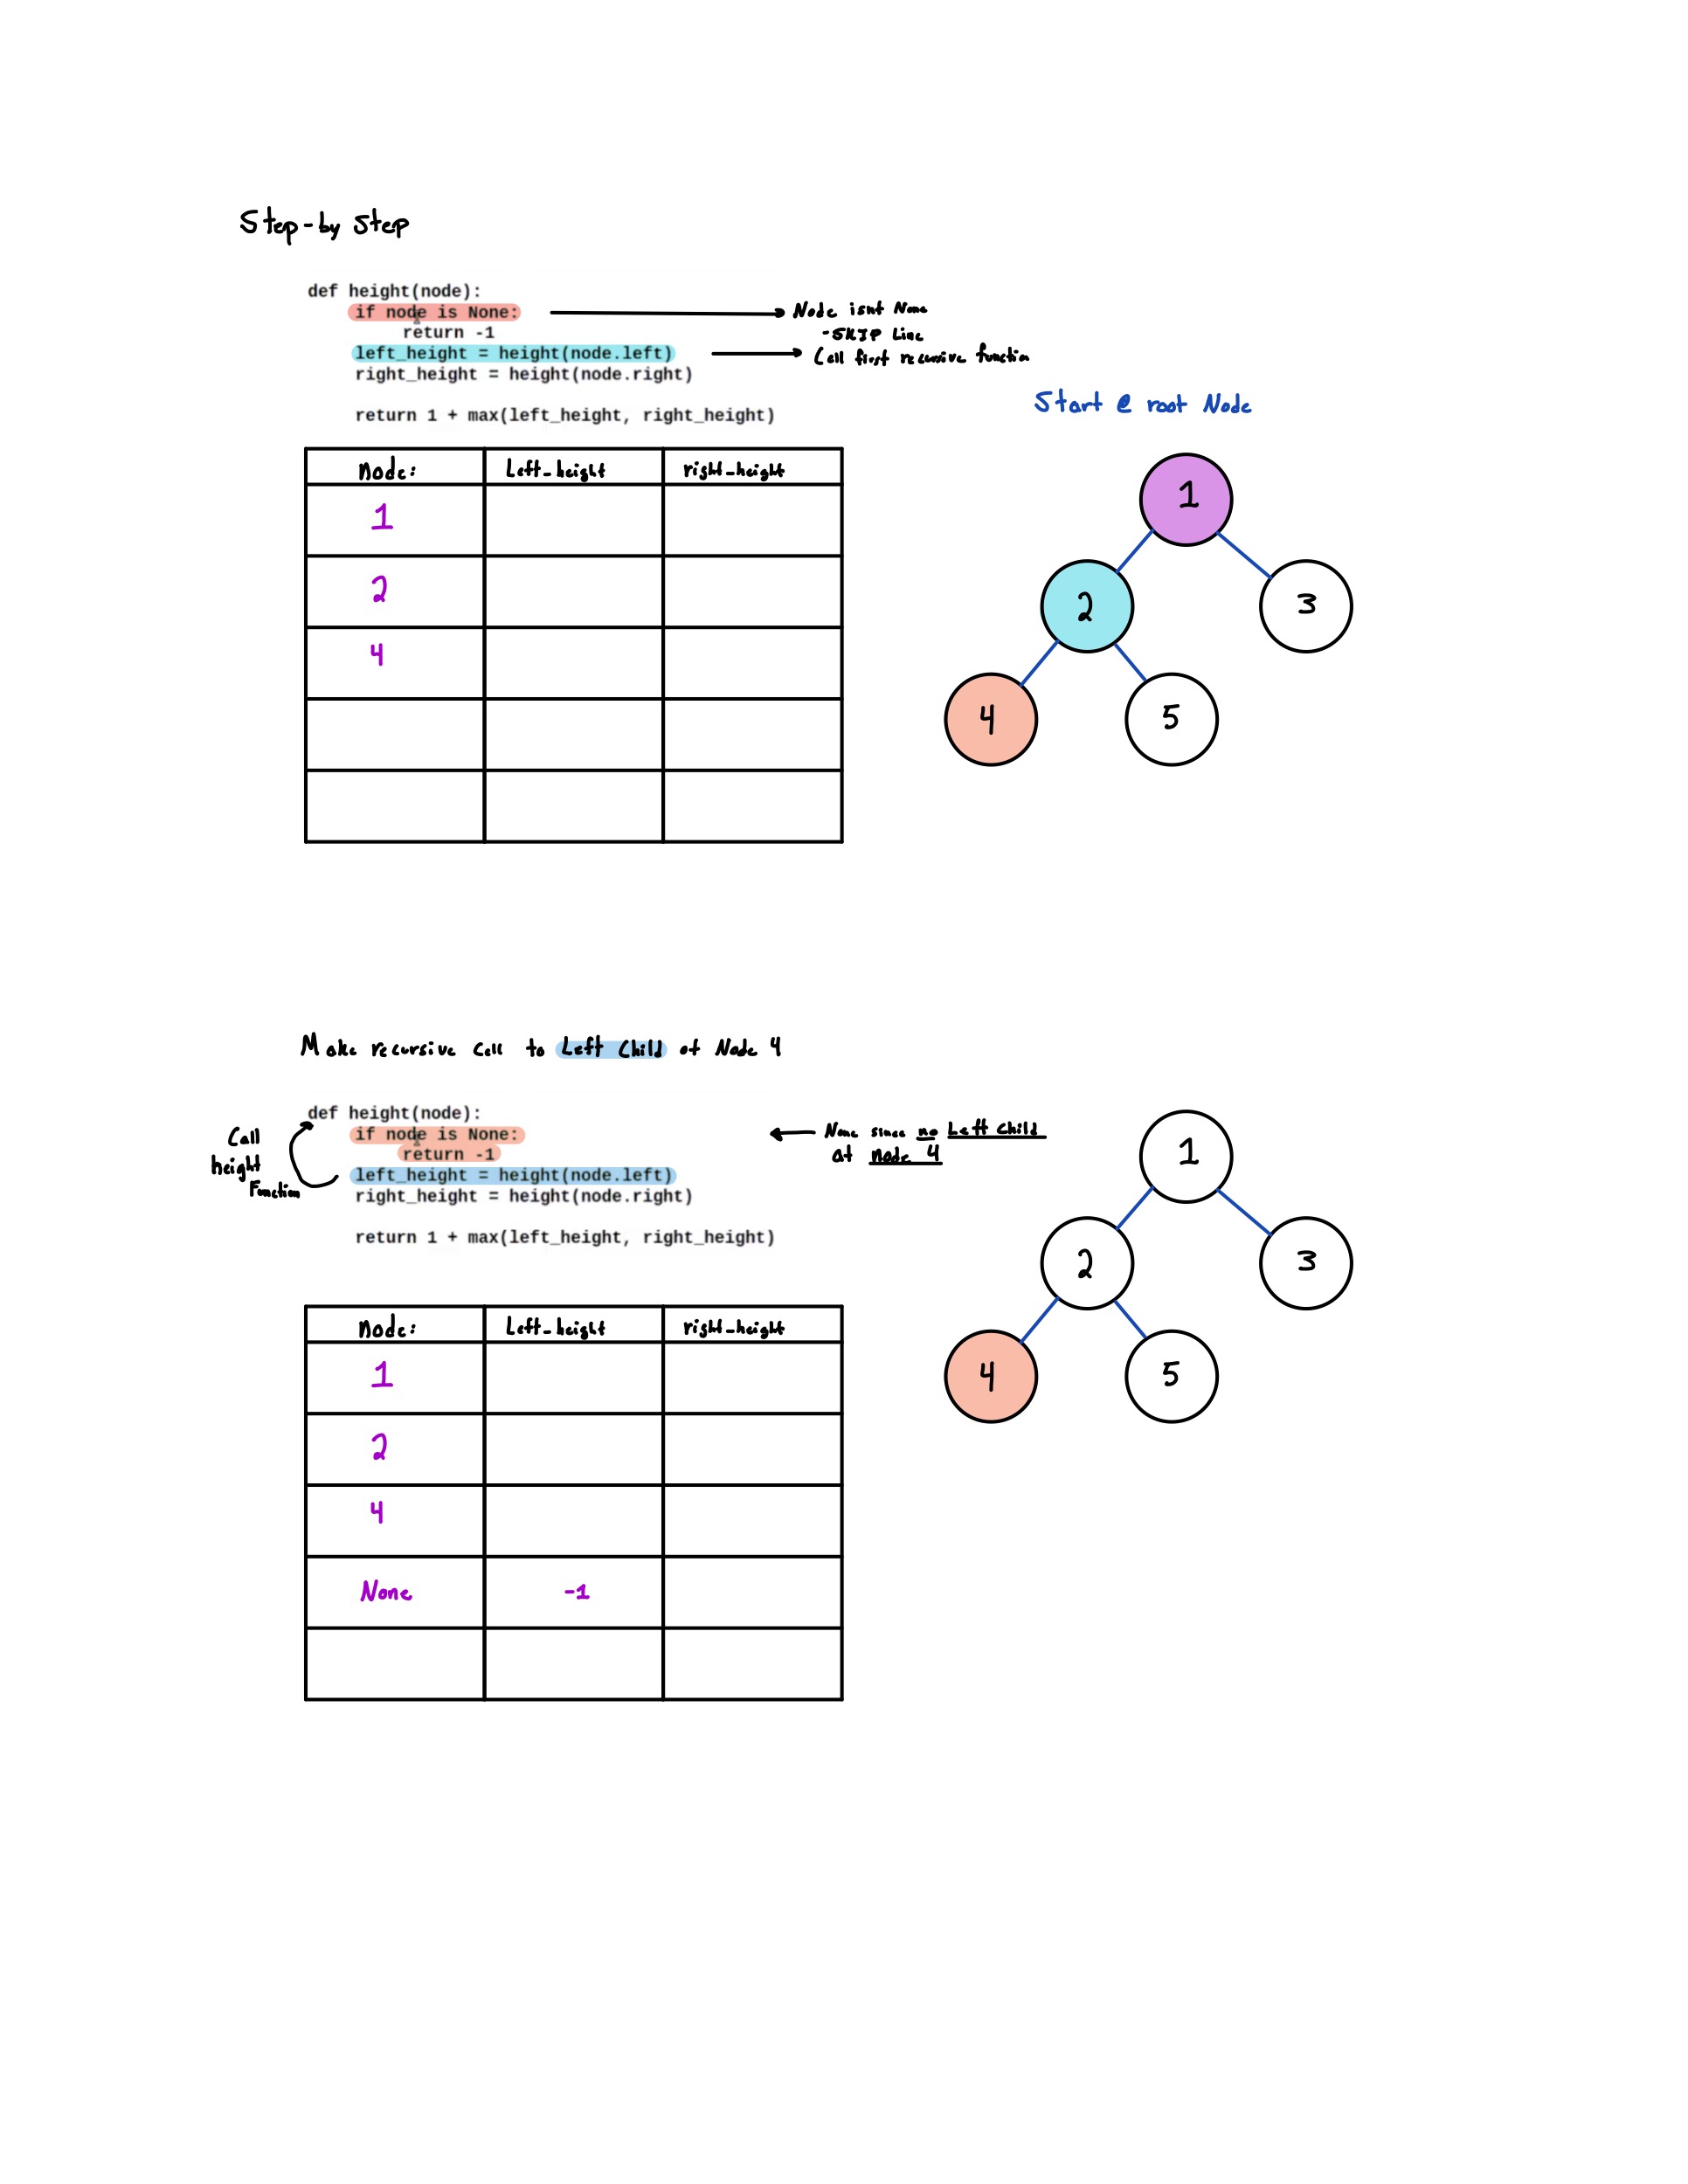 Step-by Step
def height(node):
if node is None:
Node isnt None
return -1
-SKIP Line
left_height = height(node.left)
Call first recursive function
right_height = height(node.right)
return 1 + max(left_height, right_height)
Start @ root Node
Node: Left_height right_height
1
2
4
1
2
3
4
5
Make recursive Call to Left Child of Node 4
def height(node):
if node is None:
return -1
left_height = height(node.left)
right_height = height(node.right)
return 1 + max(left_height, right_height)
Call
height
Function
None since no Left Child
at node 4
Node: Left_height right_height
1
2
4
None -1
1
2
3
4
5